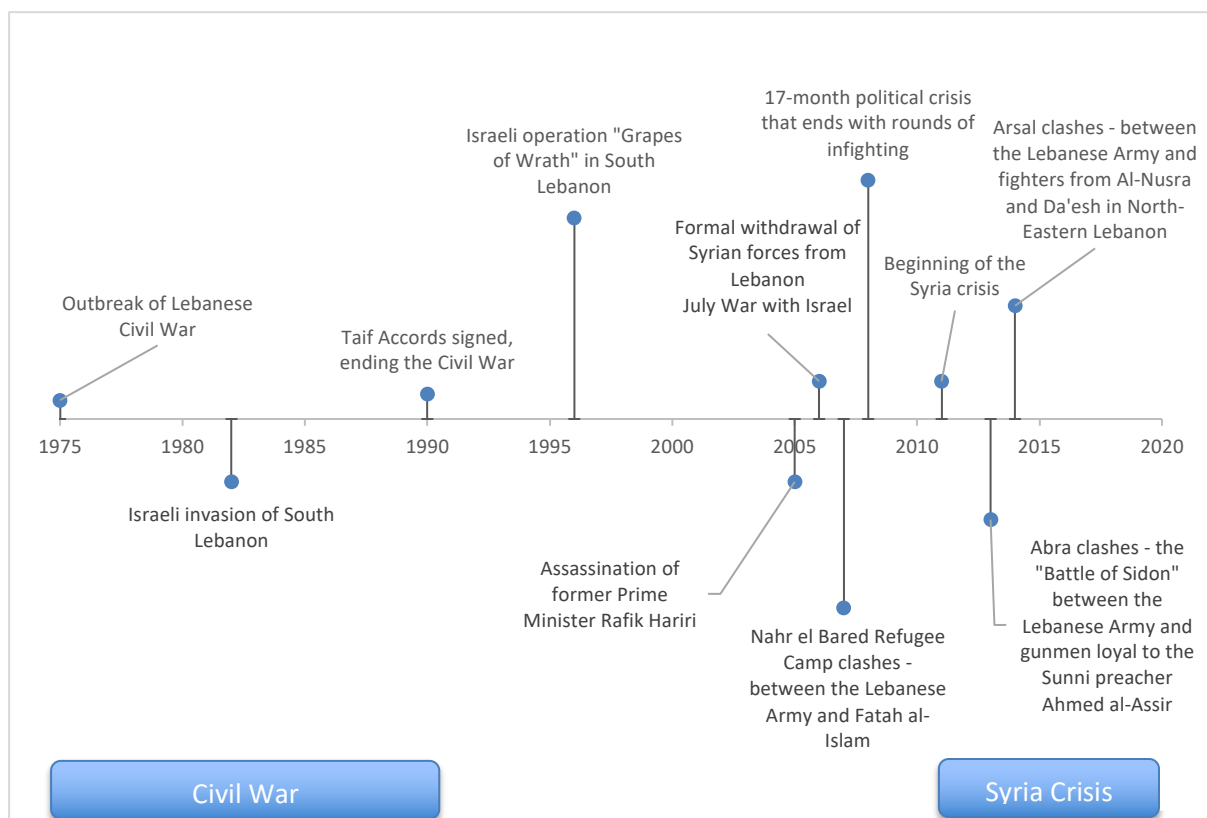 17-month political crisis
that ends with rounds of
infighting
Israeli operation "Grapes
of Wrath" in South
Lebanon
Arsal clashes - between
the Lebanese Army and
fighters from Al-Nusra
and Da'esh in North-
Eastern Lebanon
Formal withdrawal of
Syrian forces from
Lebanon
July War with Israel
Beginning of the
Syria crisis
Outbreak of Lebanese
Civil War
Taif Accords signed,
ending the Civil War
1975 1980 1985 1990 1995 2000 2005 2010 2015 2020
Israeli invasion of South
Lebanon
Assassination of
former Prime
Minister Rafik Hariri
Nahr el Bared Refugee
Camp clashes -
between the Lebanese
Army and Fatah al-
Islam
Abra clashes - the
"Battle of Sidon"
between the
Lebanese Army and
gunmen loyal to the
Sunni preacher
Ahmed al-Assir
Civil War
Syria Crisis